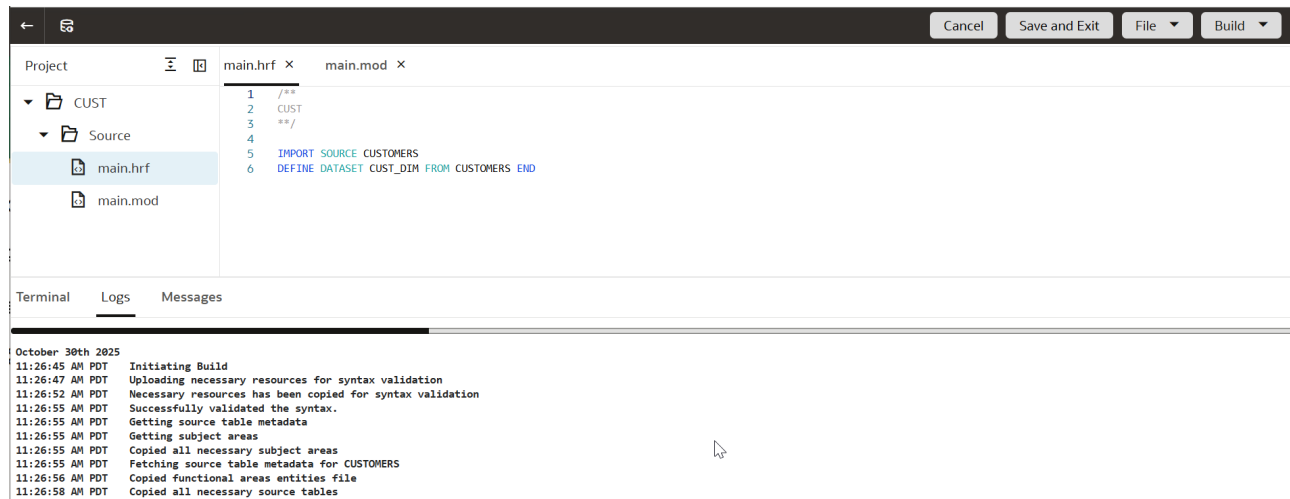 Cancel Save and Exit File Build
Project main.hrf × main.mod ×
CUST
Source
main.hrf
main.mod
1 /**
2 CUST
3 **/
4
5 IMPORT SOURCE CUSTOMERS
6 DEFINE DATASET CUST_DIM FROM CUSTOMERS END
Terminal Logs Messages
October 30th 2025
11:26:45 AM PDT Initiating Build
11:26:47 AM PDT Uploading necessary resources for syntax validation
11:26:52 AM PDT Necessary resources has been copied for syntax validation
11:26:55 AM PDT Successfully validated the syntax.
11:26:55 AM PDT Getting source table metadata
11:26:55 AM PDT Getting subject areas
11:26:55 AM PDT Copied all necessary subject areas
11:26:55 AM PDT Fetching source table metadata for CUSTOMERS
11:26:56 AM PDT Copied functional areas entities file
11:26:58 AM PDT Copied all necessary source tables